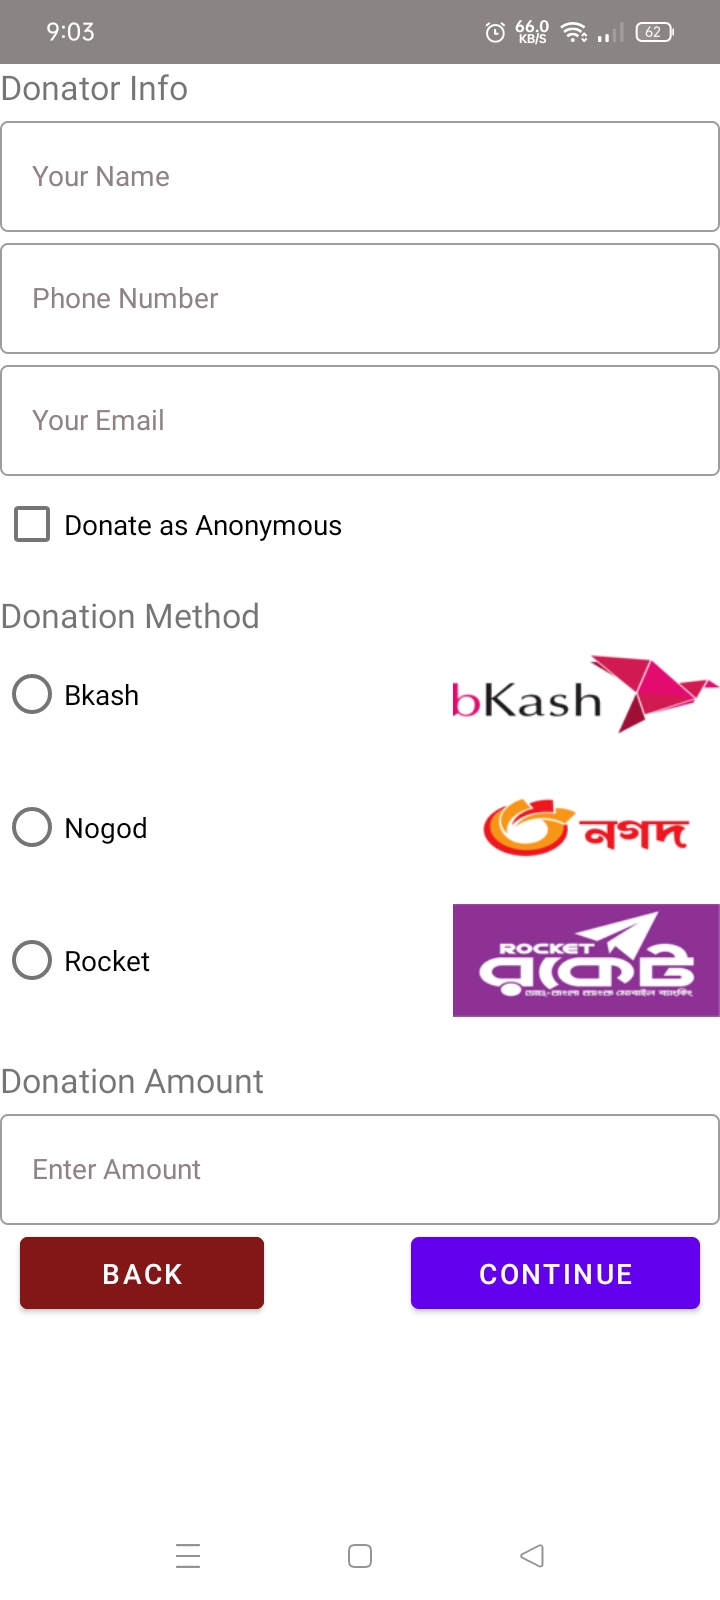 9:03
66.0
KB/S
62
Donator Info
Your Name
Phone Number
Your Email
Donate as Anonymous
Donation Method
Bkash
bKash
Nogod
নগদ
Rocket
ROCKET
রকেট
ডাচ্-বাংলা ব্যাংক মোবাইল ব্যাংকিং
Donation Amount
Enter Amount
BACK
CONTINUE